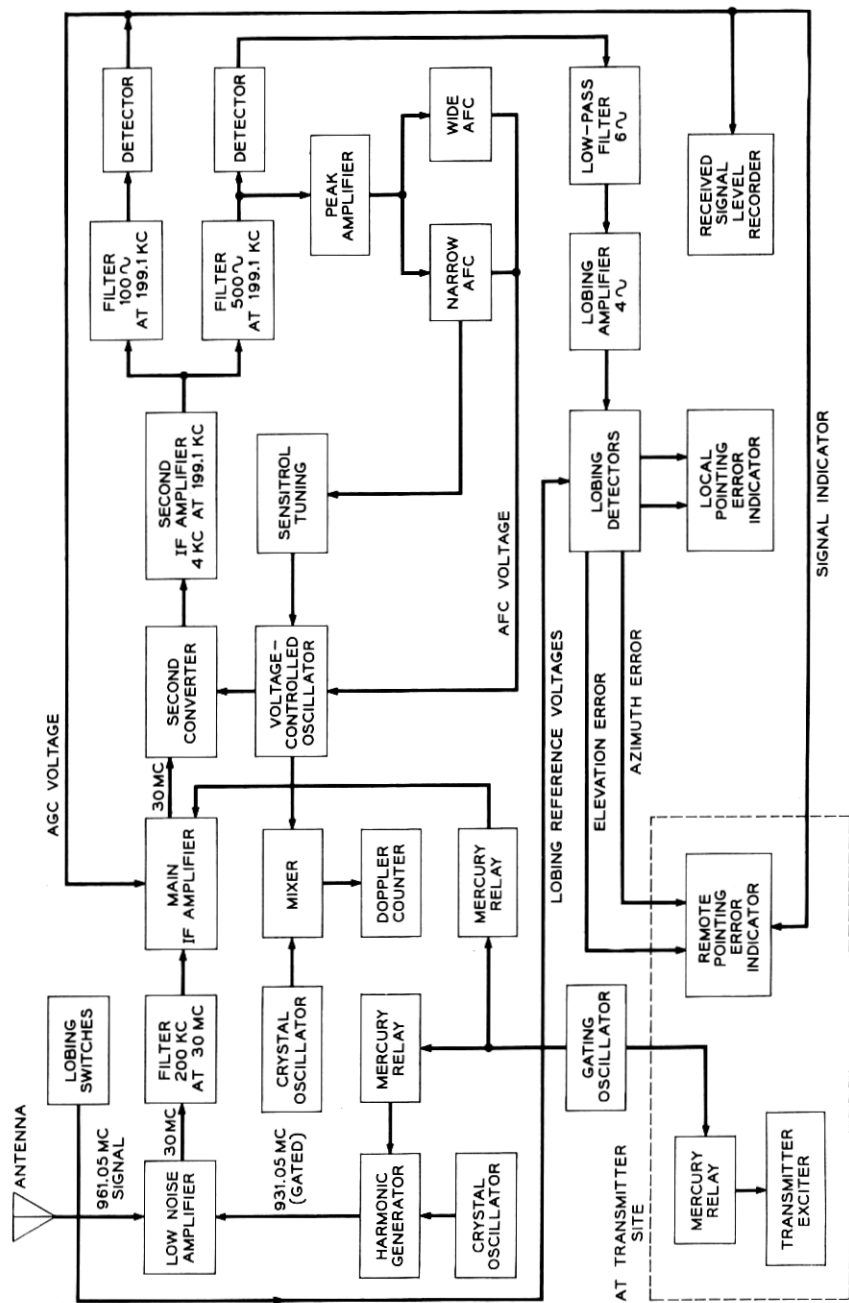 ANTENNA
961.05 MC
SIGNAL
LOBING
SWITCHES
AGC VOLTAGE
LOW NOISE
AMPLIFIER
30MC
FILTER
200 KC
AT 30 MC
MAIN
IF AMPLIFIER
30MC
SECOND
CONVERTER
SECOND
IF AMPLIFIER
4 KC AT 199.1 KC
FILTER
100∿
AT 199.1 KC
DETECTOR
FILTER
500∿
AT 199.1 KC
DETECTOR
931.05 MC
(GATED)
CRYSTAL
OSCILLATOR
MIXER
VOLTAGE-
CONTROLLED
OSCILLATOR
SENSITROL
TUNING
PEAK
AMPLIFIER
DOPPLER
COUNTER
HARMONIC
GENERATOR
MERCURY
RELAY
MERCURY
RELAY
NARROW
AFC
WIDE
AFC
CRYSTAL
OSCILLATOR
AFC VOLTAGE
LOBING REFERENCE VOLTAGES
GATING
OSCILLATOR
ELEVATION ERROR
AZIMUTH ERROR
LOBING
DETECTORS
LOBING
AMPLIFIER
4∿
LOW-PASS
FILTER
6∿
AT TRANSMITTER
SITE
MERCURY
RELAY
TRANSMITTER
EXCITER
REMOTE
POINTING
ERROR
INDICATOR
LOCAL
POINTING
ERROR
INDICATOR
RECEIVED
SIGNAL
LEVEL
RECORDER
SIGNAL INDICATOR